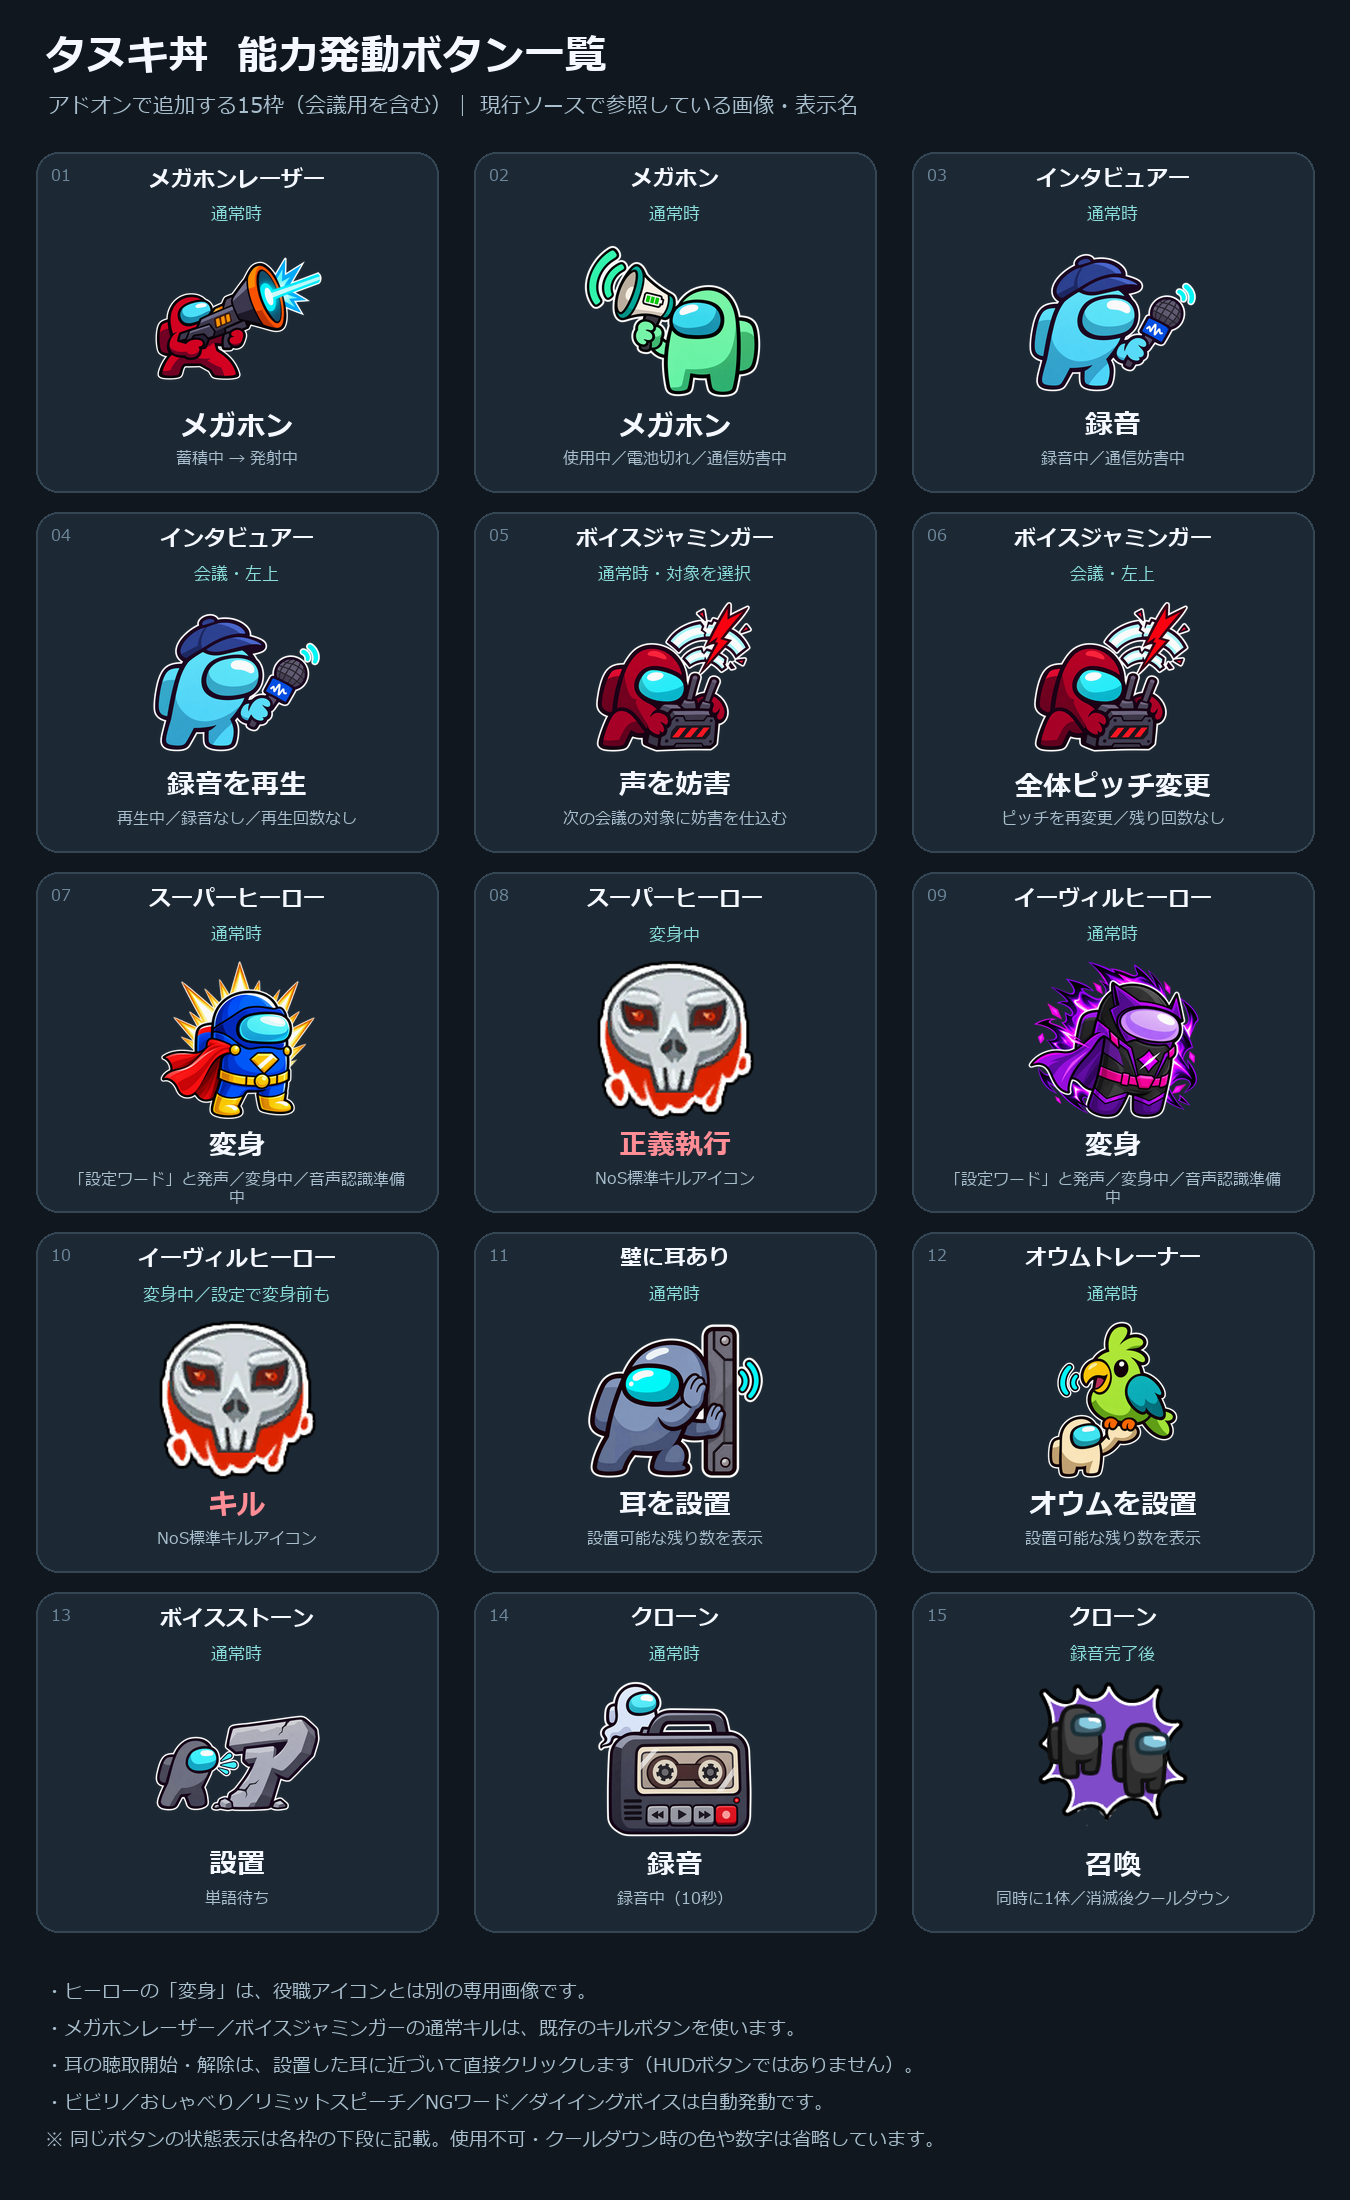 タヌキ丼 能力発動ボタン一覧
アドオンで追加する15枠（会議用を含む）｜ 現行ソースで参照している画像・表示名
01
メガホンレーザー
通常時
メガホン
蓄積中 → 発射中
02
メガホン
通常時
メガホン
使用中／電池切れ／通信妨害中
03
インタビュアー
通常時
録音
録音中／通信妨害中
04
インタビュアー
会議・左上
録音を再生
再生中／録音なし／再生回数なし
05
ボイスジャミンガー
通常時・対象を選択
声を妨害
次の会議の対象に妨害を仕込む
06
ボイスジャミンガー
会議・左上
全体ピッチ変更
ピッチを再変更／残り回数なし
07
スーパーヒーロー
通常時
変身
「設定ワード」と発声／変身中／音声認識準備
中
08
スーパーヒーロー
変身中
正義執行
NoS標準キルアイコン
09
イーヴィルヒーロー
通常時
変身
「設定ワード」と発声／変身中／音声認識準備
中
10
イーヴィルヒーロー
変身中／設定で変身前も
キル
NoS標準キルアイコン
11
壁に耳あり
通常時
耳を設置
設置可能な残り数を表示
12
オウムトレーナー
通常時
オウムを設置
設置可能な残り数を表示
13
ボイスストーン
通常時
ア
設置
単語待ち
14
クローン
通常時
録音
録音中（10秒）
15
クローン
録音完了後
召喚
同時に1体／消滅後クールダウン
・ヒーローの「変身」は、役職アイコンとは別の専用画像です。
・メガホンレーザー／ボイスジャミンガーの通常キルは、既存のキルボタンを使います。
・耳の聴取開始・解除は、設置した耳に近づいて直接クリックします（HUDボタンではありません）。
・ビビリ／おしゃべり／リミットスピーチ／NGワード／ダイイングボイスは自動発動です。
※ 同じボタンの状態表示は各枠の下段に記載。使用不可・クールダウン時の色や数字は省略しています。